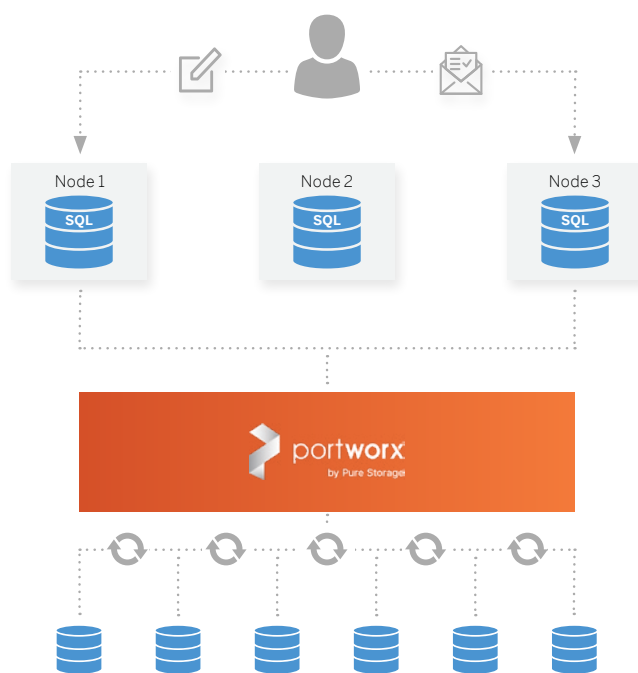 Node 1
Node 2
Node 3
SQL
SQL
SQL
portworx
by Pure Storage